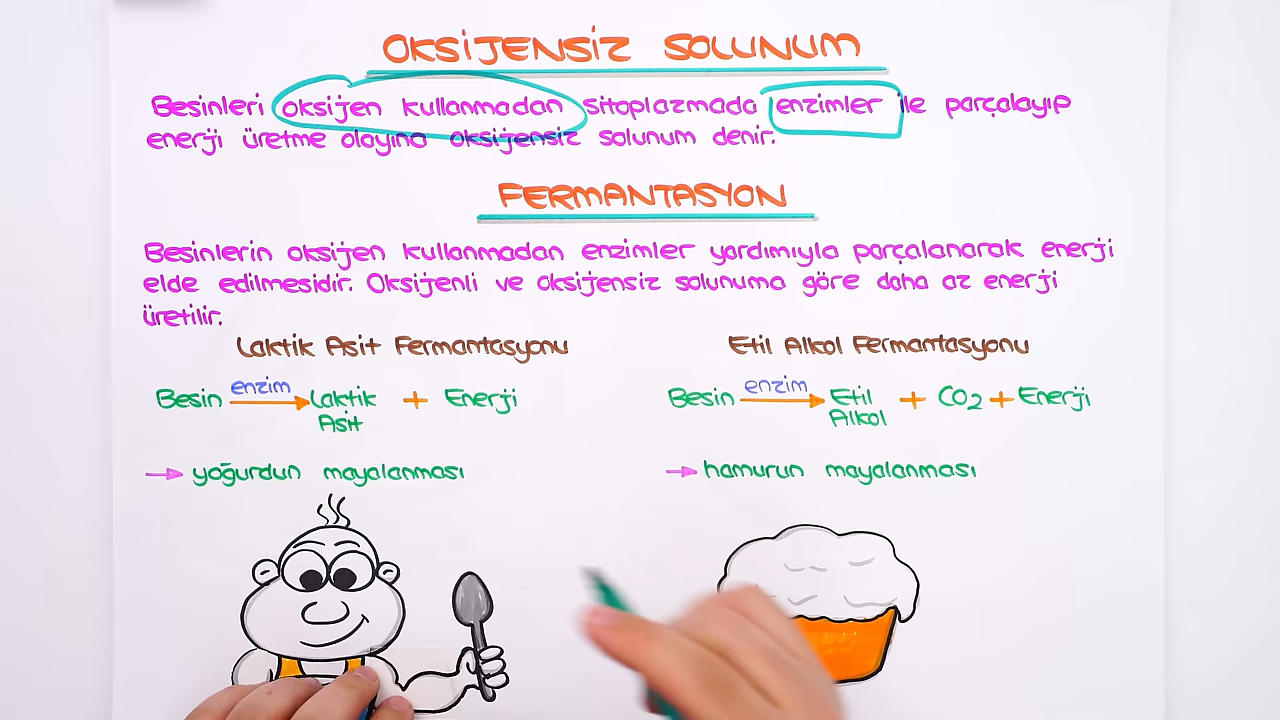 OKSİJENSİZ SOLUNUM
Besinleri oksijen kullanmadan sitoplazmada enzimler ile parçalayıp
enerji üretme olayına oksijensiz solunum denir.
FERMANTASYON
Besinlerin oksijen kullanmadan enzimler yardımıyla parçalanarak enerji
elde edilmesidir. Oksijenli ve oksijensiz solunuma göre daha az enerji
üretilir.
Laktik Asit Fermantasyonu
Besin enzim Laktik Asit + Enerji
→ yoğurdun mayalanması
Etil Alkol Fermantasyonu
Besin enzim Etil Alkol + CO2 + Enerji
→ hamurun mayalanması